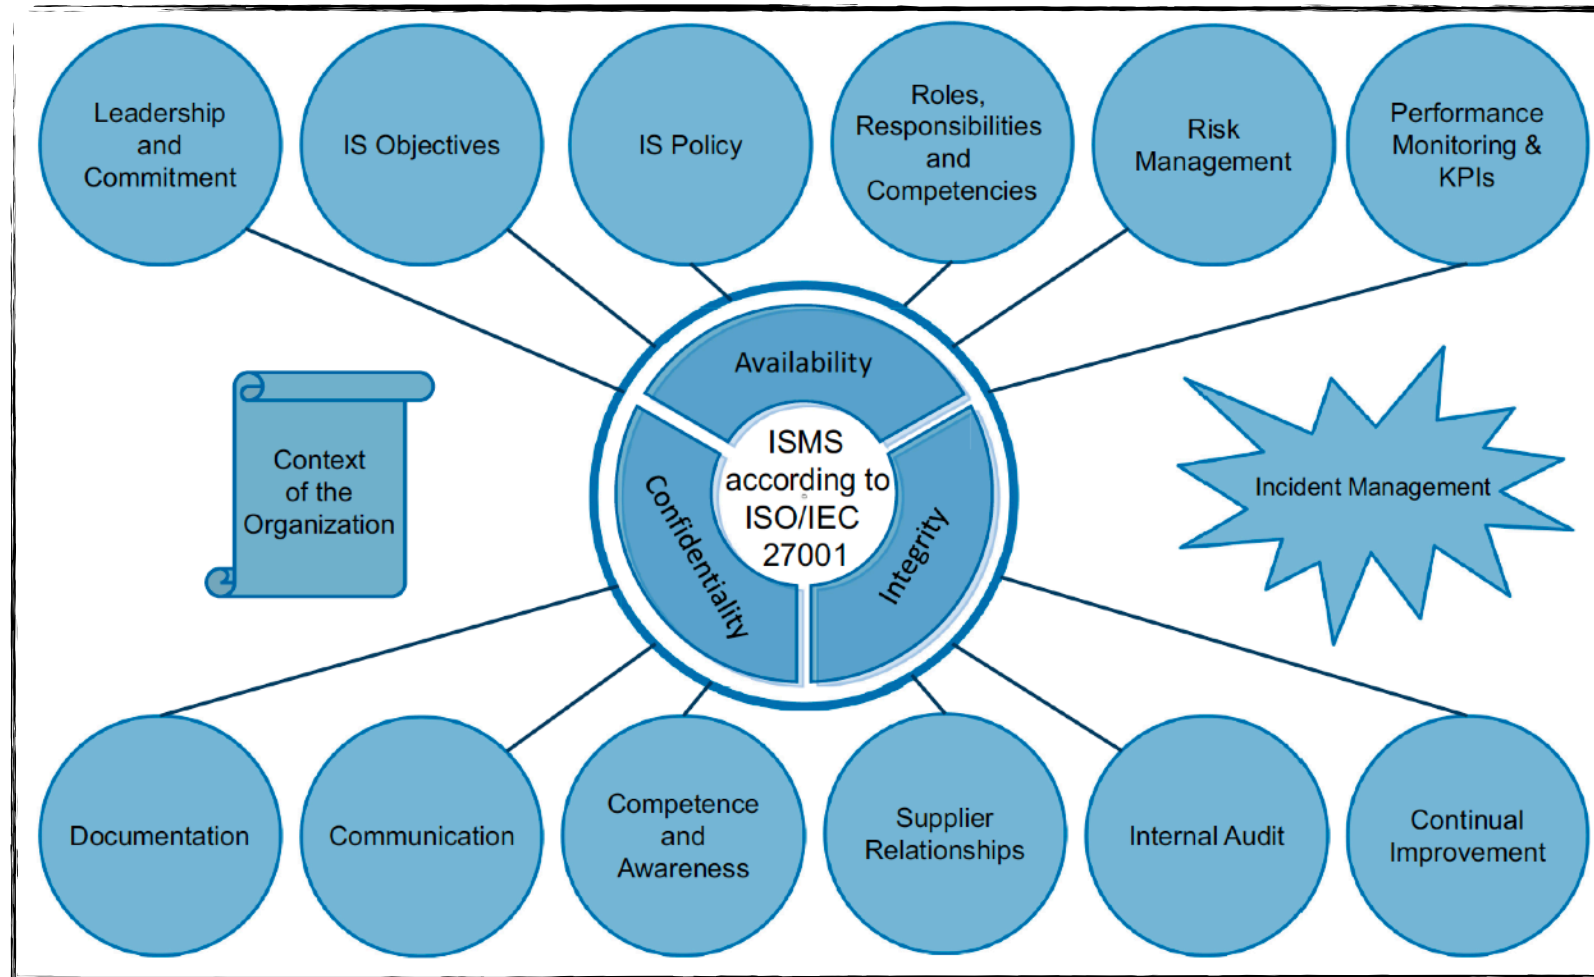 Leadership
and
Commitment
IS Objectives
IS Policy
Roles,
Responsibilities
and
Competencies
Risk
Management
Performance
Monitoring &
KPIs
Availability
Context
of the
Organization
Confidentiality
ISMS
according to
ISO/IEC
27001
Integrity
Incident Management
Documentation
Communication
Competence
and
Awareness
Supplier
Relationships
Internal Audit
Continual
Improvement